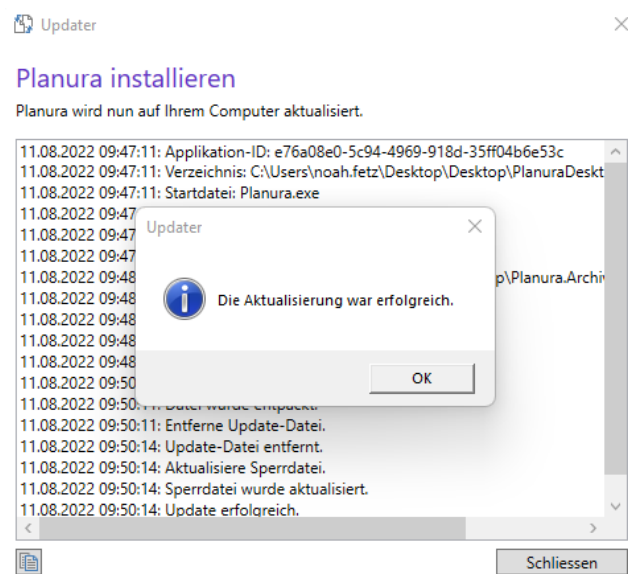 Updater
Planura installieren
Planura wird nun auf Ihrem Computer aktualisiert.
11.08.2022 09:47:11: Applikation-ID: e76a08e0-5c94-4969-918d-35ff04b6e53c
11.08.2022 09:47:11: Verzeichnis: C:\Users\noah.fetz\Desktop\Desktop\PlanuraDeskt
11.08.2022 09:47:11: Startdatei: Planura.exe
11.08.2022 09:47
11.08.2022 09:47
11.08.2022 09:47
11.08.2022 09:48 p\Planura.Archiv
11.08.2022 09:48
11.08.2022 09:48
11.08.2022 09:48
11.08.2022 09:48
11.08.2022 09:50
11.08.2022 09:50:11: Datei wurde entpackt.
11.08.2022 09:50:11: Entferne Update-Datei.
11.08.2022 09:50:14: Update-Datei entfernt.
11.08.2022 09:50:14: Aktualisiere Sperrdatei.
11.08.2022 09:50:14: Sperrdatei wurde aktualisiert.
11.08.2022 09:50:14: Update erfolgreich.
Updater
Die Aktualisierung war erfolgreich.
OK
Schliessen